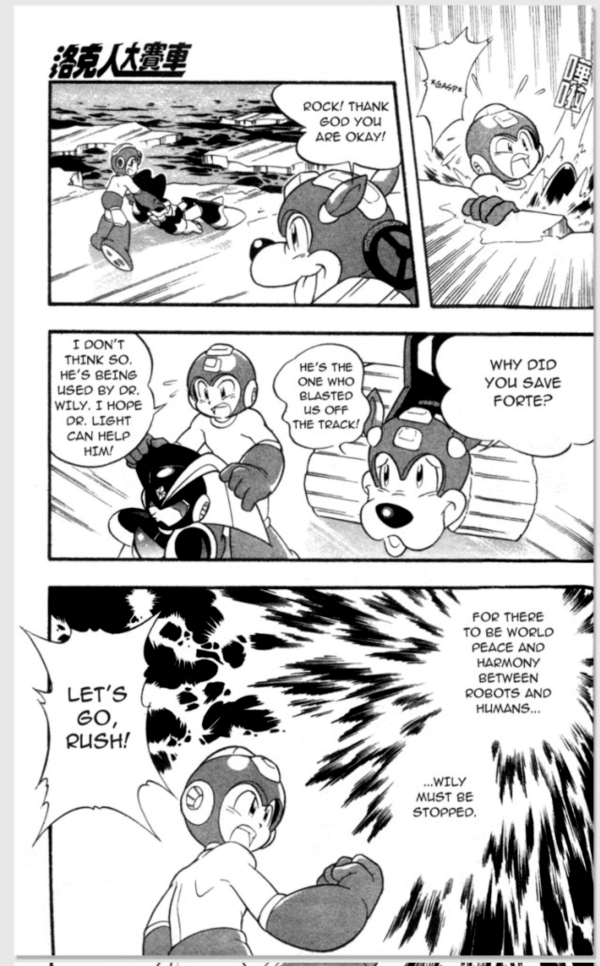 洛克人大賽車
*GASP*
嘩
啦
ROCK! THANK
GOD YOU
ARE OKAY!
WHY DID
YOU SAVE
FORTE?
HE'S THE
ONE WHO
BLASTED
US OFF
THE TRACK!
I DON'T
THINK SO.
HE'S BEING
USED BY DR.
WILY. I HOPE
DR. LIGHT
CAN HELP
HIM!
FOR THERE
TO BE WORLD
PEACE AND
HARMONY
BETWEEN
ROBOTS AND
HUMANS...
...WILY
MUST BE
STOPPED.
LET'S
GO,
RUSH!